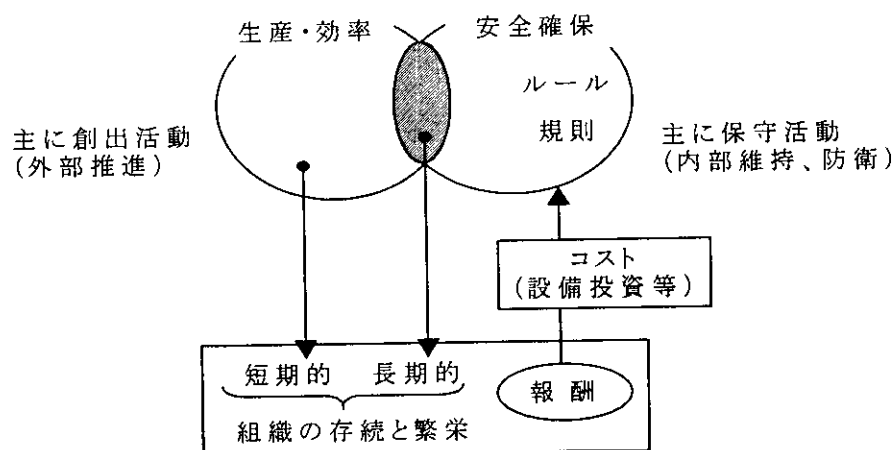 生産・効率
安全確保
ルール
規則
主に創出活動
(外部推進)
主に保守活動
(内部維持、防衛)
コスト
(設備投資等)
短期的
長期的
報酬
組織の存続と繁栄